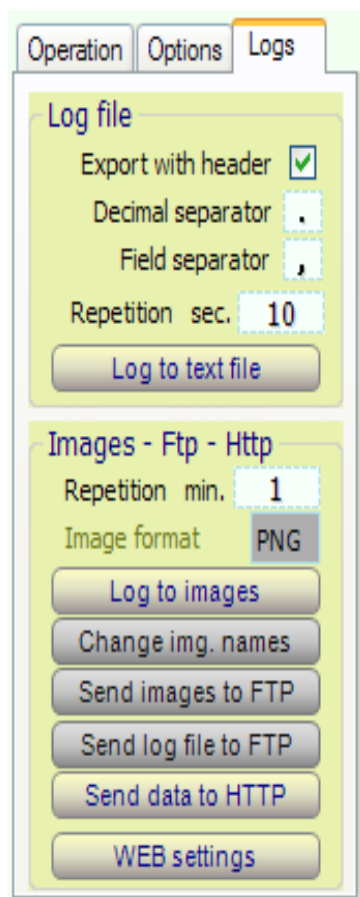 Operation Options Logs
Log file
Export with header
Decimal separator .
Field separator ,
Repetition sec. 10
Log to text file
Images - Ftp - Http
Repetition min. 1
Image format PNG
Log to images
Change img. names
Send images to FTP
Send log file to FTP
Send data to HTTP
WEB settings